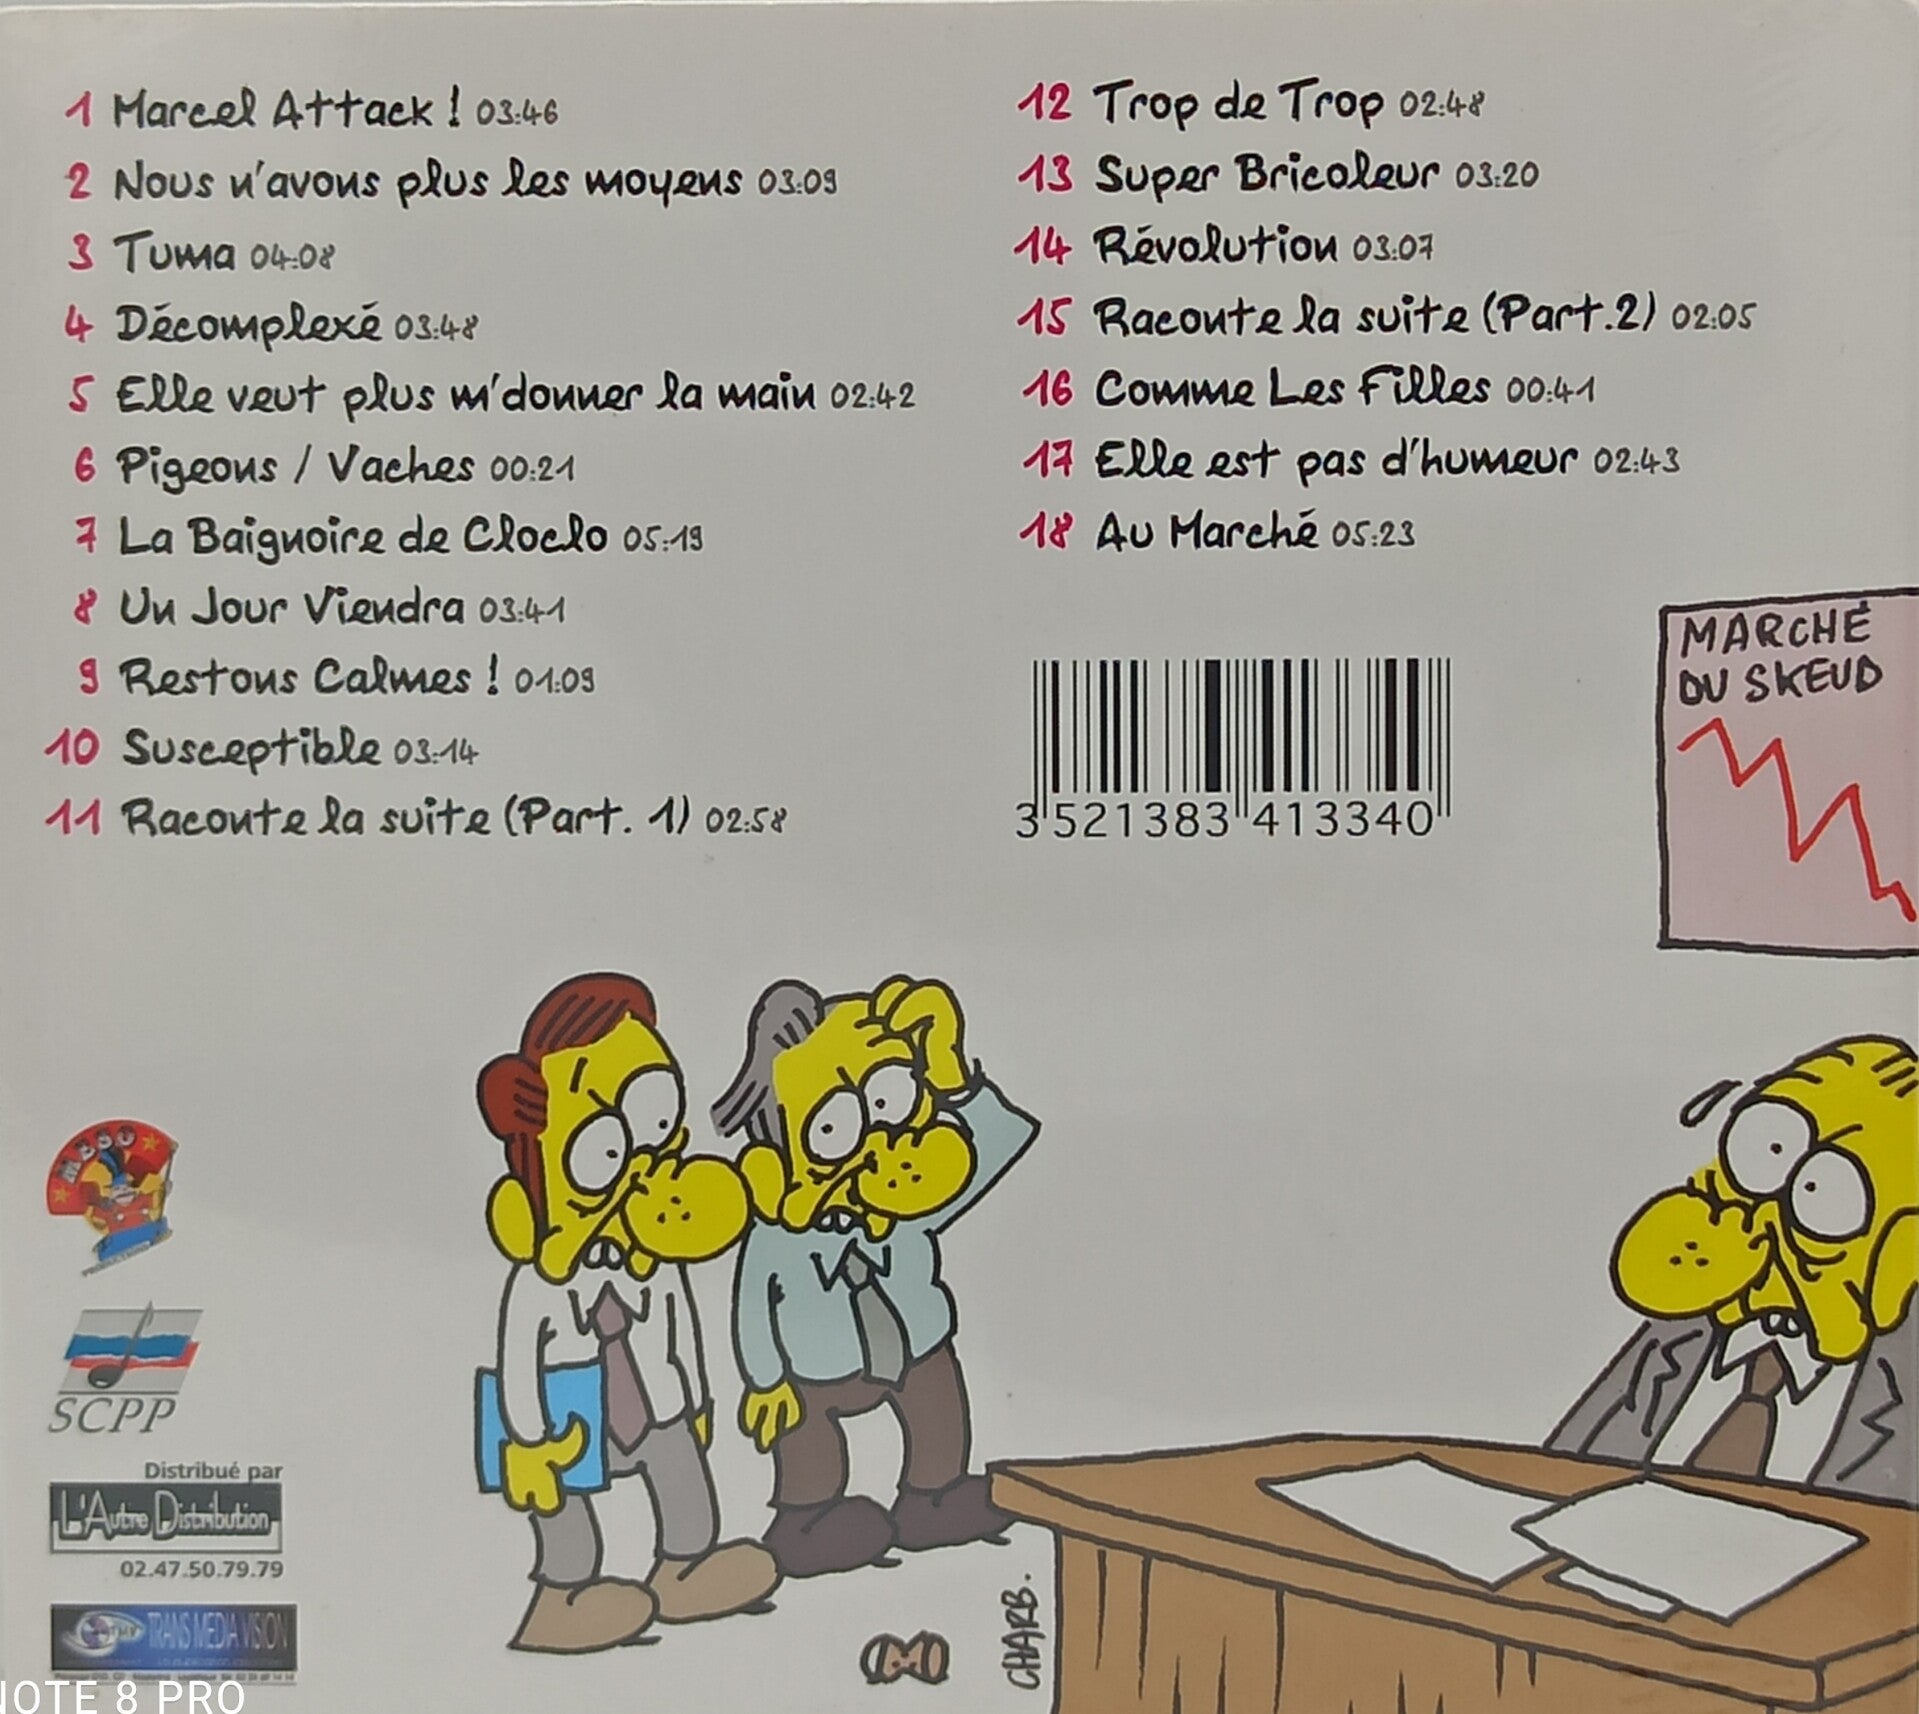 1 Marcel Attack ! 03:46
2 Nous n'avons plus les moyens 03:09
3 Tuma 04:08
4 Décomplexé 03:48
5 Elle veut plus m'donner la main 02:42
6 Pigeons / Vaches 00:21
7 La Baignoire de Cloclo 05:19
8 Un Jour Viendra 03:41
9 Restons Calmes ! 01:09
10 Susceptible 03:14
11 Raconte la suite (Part. 1) 02:58
12 Trop de Trop 02:48
13 Super Bricoleur 03:20
14 Révolution 03:07
15 Raconte la suite (Part.2) 02:05
16 Comme Les Filles 00:41
17 Elle est pas d'humeur 02:43
18 Au Marché 05:23
3 521383 413340
MARCHÉ
DU SKEUD
SCPP
Distribué par
L'Autre Distribution
02.47.50.79.79
TRANS MEDIA VISION
CHARB.
NOTE 8 PRO